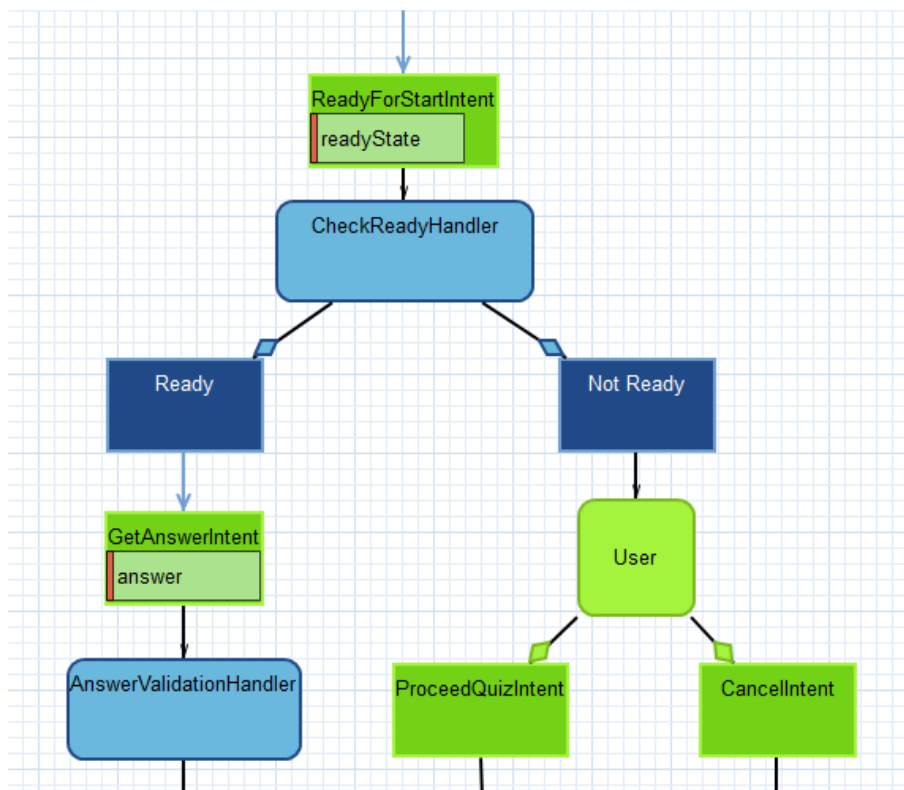 ReadyForStartIntent
readyState
CheckReadyHandler
Ready
Not Ready
GetAnswerIntent
answer
User
AnswerValidationHandler
ProceedQuizIntent
CancelIntent